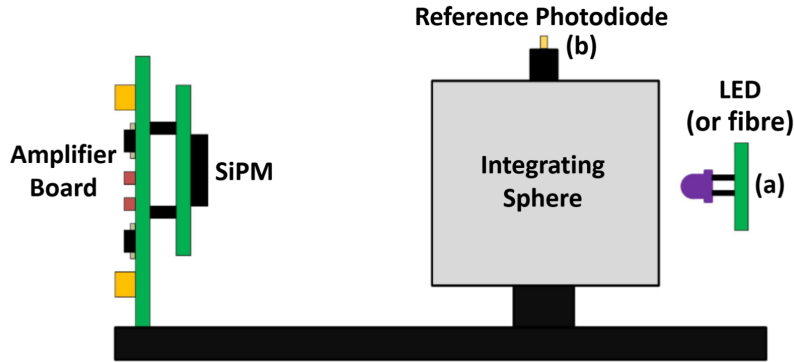 Reference Photodiode
(b)
LED
(or fibre)
(a)
Amplifier
Board
SiPM
Integrating
Sphere